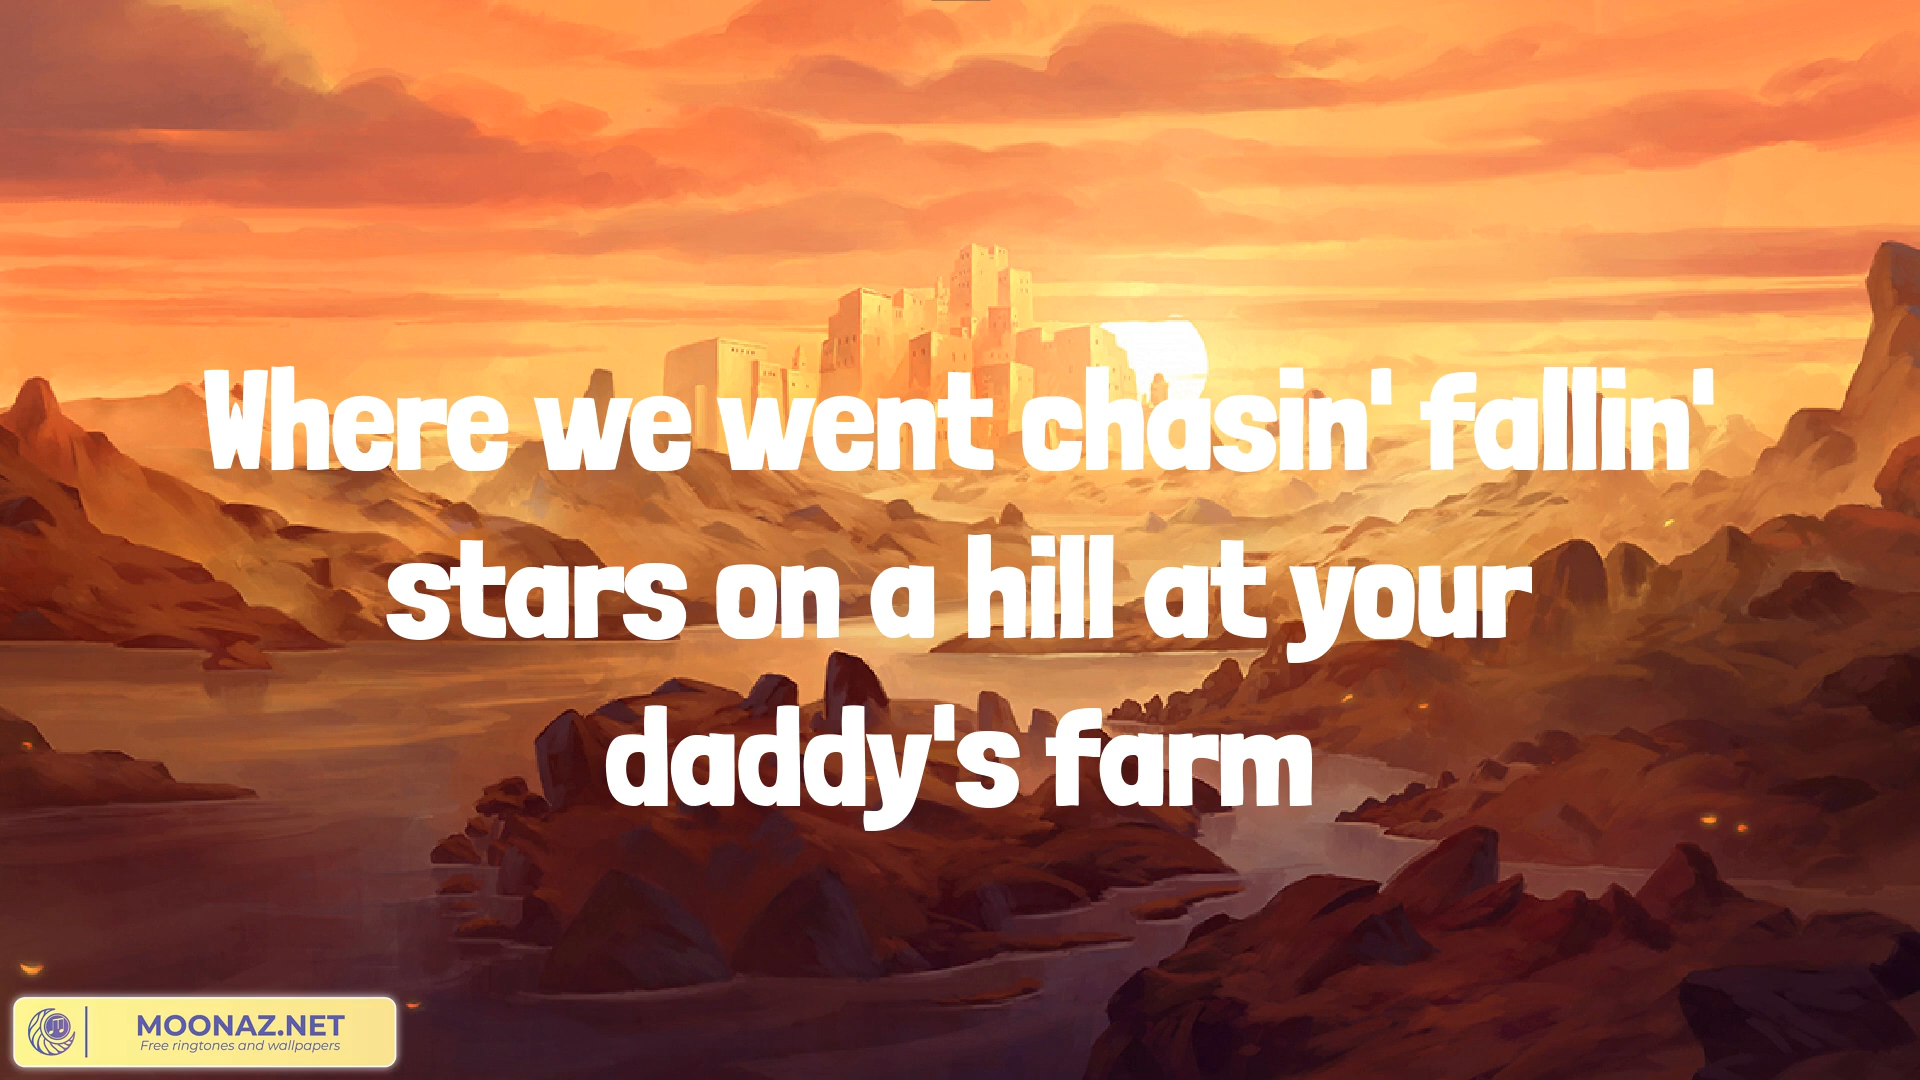 Where we went chasin' fallin'
stars on a hill at your
daddy's farm
MOONAZ.NET
Free ringtones and wallpapers